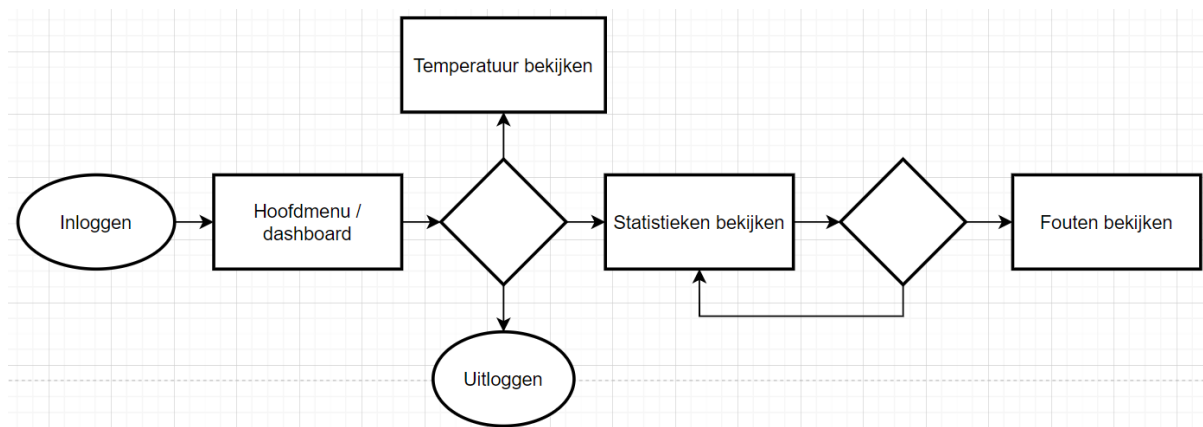 Temperatuur bekijken
Inloggen
Hoofdmenu /
dashboard
Statistieken bekijken
Fouten bekijken
Uitloggen